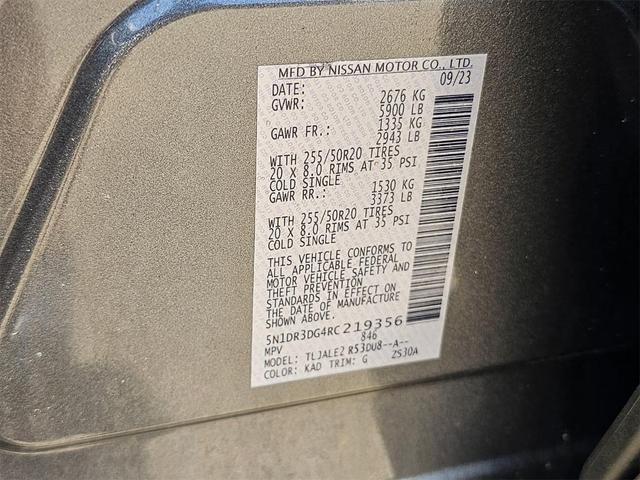 MFD BY NISSAN MOTOR CO., LTD.
DATE: 09/23
GVWR: 2676 KG
5900 LB
GAWR FR.: 1335 KG
2943 LB
WITH 255/50R20 TIRES
20 X 8.0 RIMS AT 35 PSI
COLD SINGLE
GAWR RR.: 1530 KG
3373 LB
WITH 255/50R20 TIRES
20 X 8.0 RIMS AT 35 PSI
COLD SINGLE
THIS VEHICLE CONFORMS TO
ALL APPLICABLE FEDERAL
MOTOR VEHICLE SAFETY AND
THEFT PREVENTION
STANDARDS IN EFFECT ON
THE DATE OF MANUFACTURE
SHOWN ABOVE.
5N1DR3DG4RC219356
MPV 846
MODEL: TLJALE2 R53DU8--A--
COLOR: KAD TRIM: G ZS30A